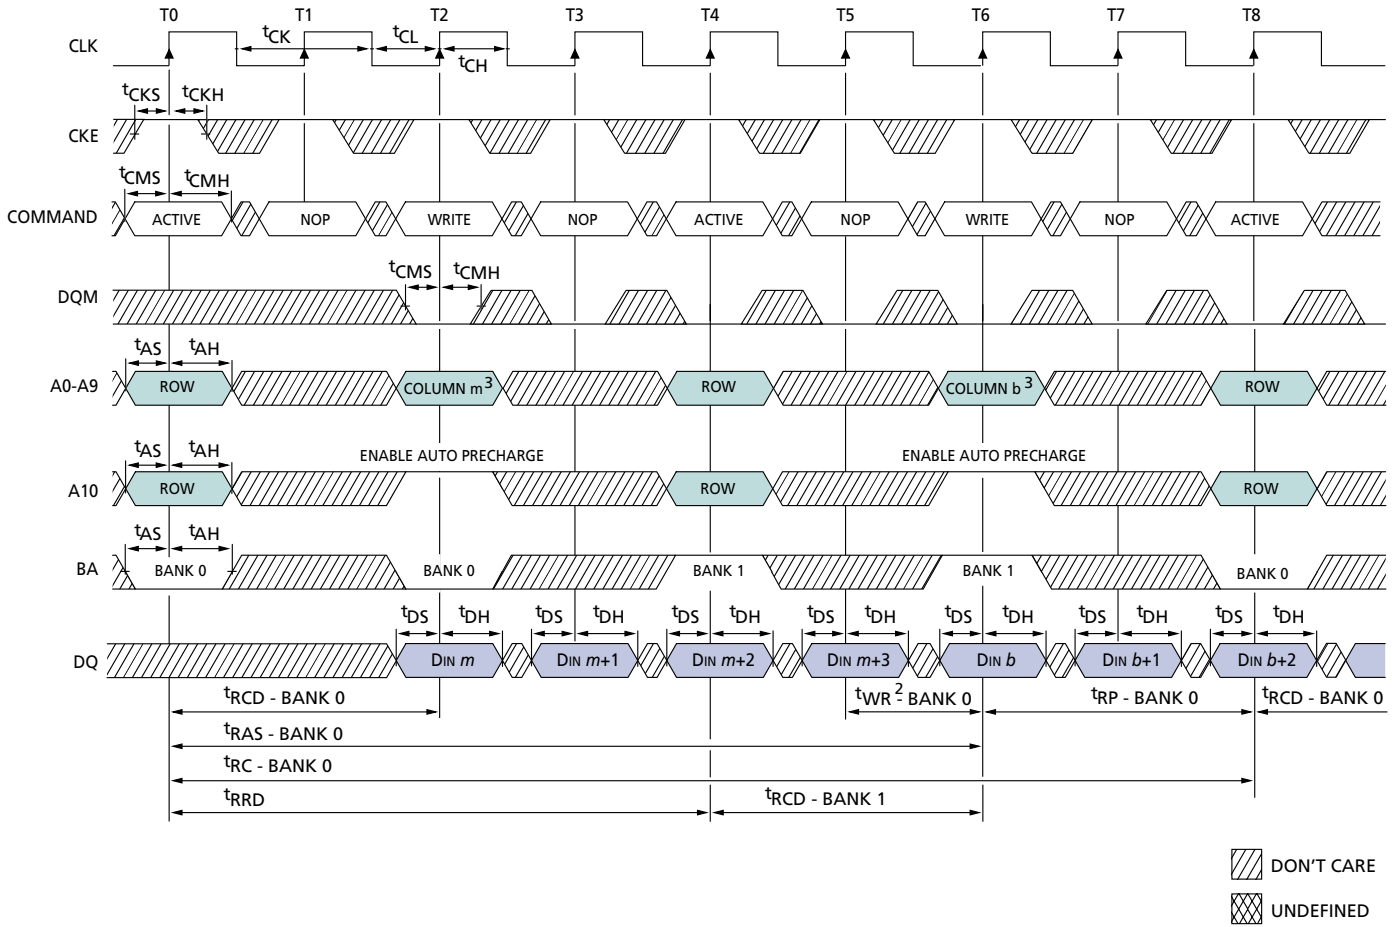 T0 T1 T2 T3 T4 T5 T6 T7 T8
CLK tCK tCL tCH
tCKS tCKH
CKE
tCMS tCMH
COMMAND ACTIVE NOP WRITE NOP ACTIVE NOP WRITE NOP ACTIVE
tCMS tCMH
DQM
tAS tAH
A0-A9 ROW COLUMN m3 ROW COLUMN b3 ROW
tAS tAH ENABLE AUTO PRECHARGE ENABLE AUTO PRECHARGE
A10 ROW ROW ROW
tAS tAH
BA BANK 0 BANK 0 BANK 1 BANK 1 BANK 0
tDS tDH tDS tDH tDS tDH tDS tDH tDS tDH tDS tDH tDS tDH
DQ DIN m DIN m+1 DIN m+2 DIN m+3 DIN b DIN b+1 DIN b+2
tRCD - BANK 0 tWR2- BANK 0 tRP - BANK 0 tRCD - BANK 0
tRAS - BANK 0
tRC - BANK 0
tRRD tRCD - BANK 1
DON'T CARE
UNDEFINED